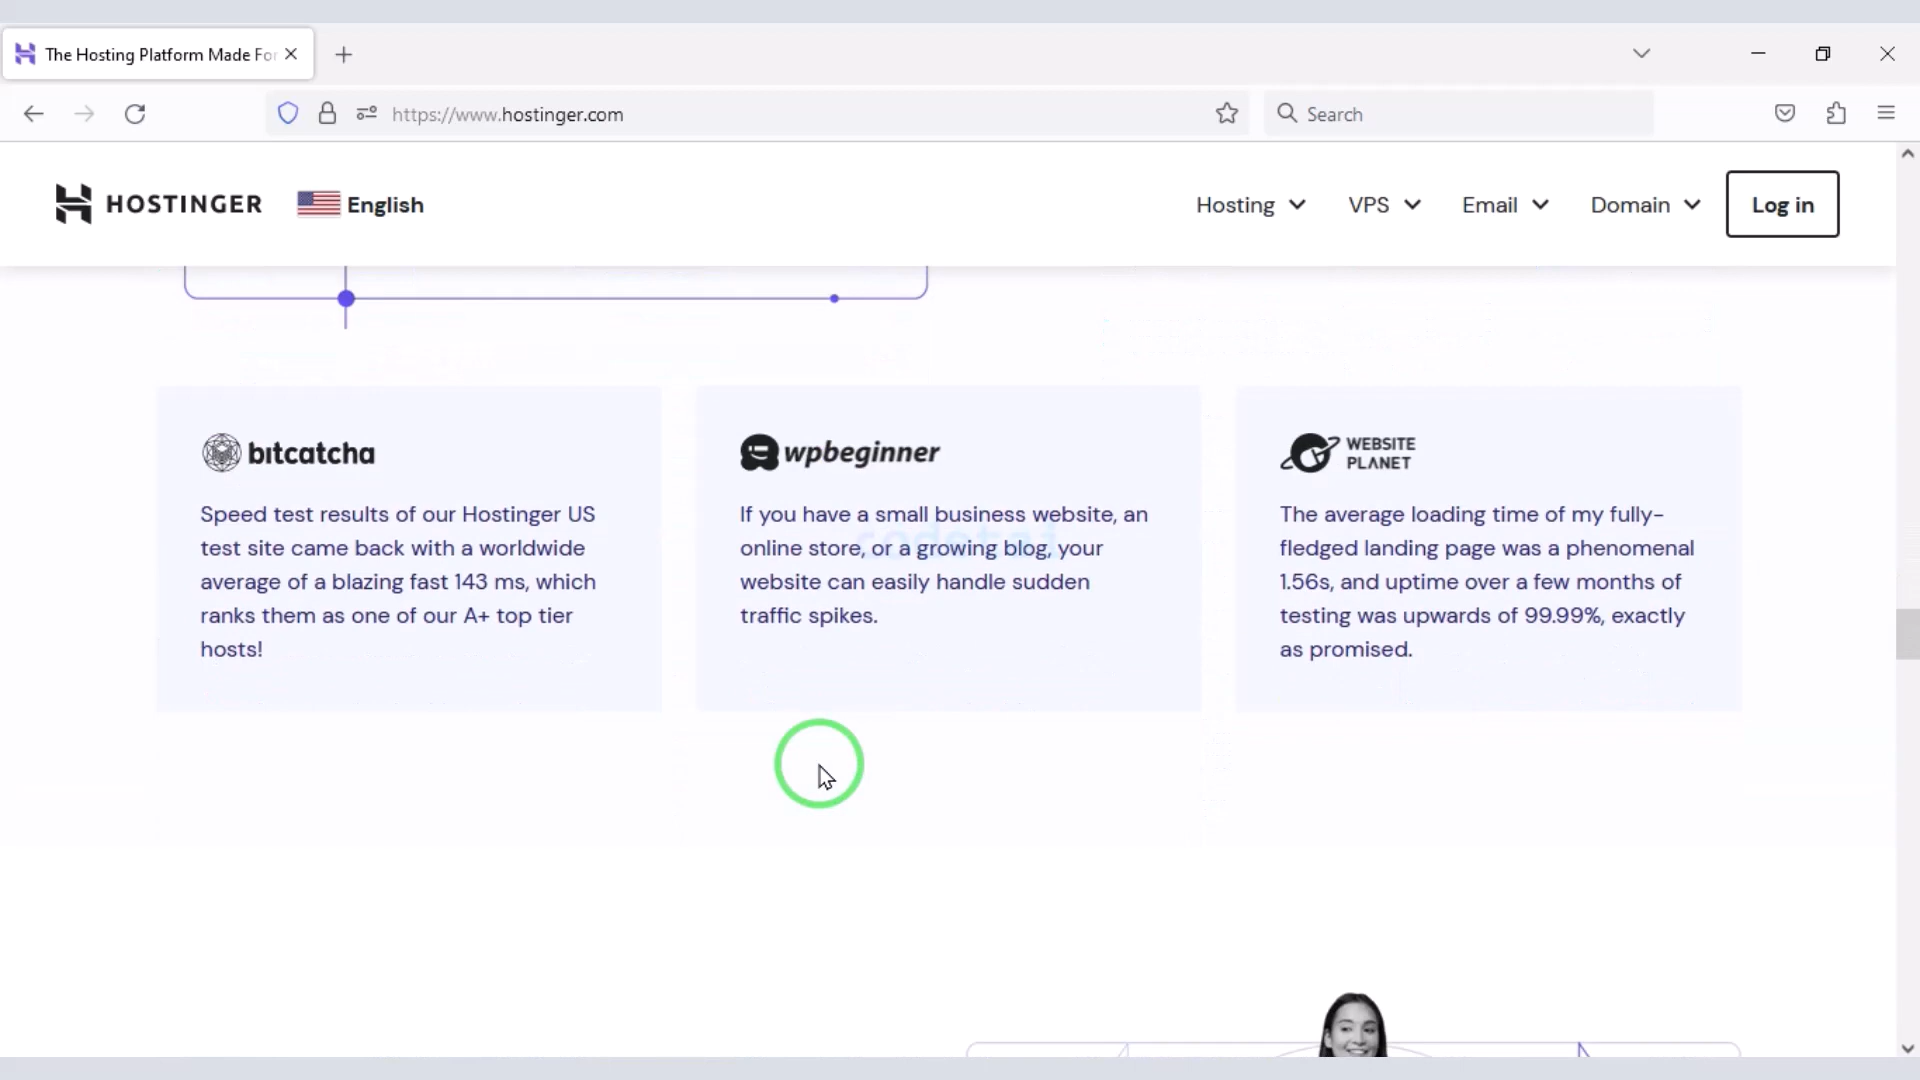 The Hosting Platform Made For
https://www.hostinger.com
Search
HOSTINGER
English
Hosting
VPS
Email
Domain
Log in
bitcatcha
Speed test results of our Hostinger US
test site came back with a worldwide
average of a blazing fast 143 ms, which
ranks them as one of our A+ top tier
hosts!
wpbeginner
If you have a small business website, an
online store, or a growing blog, your
website can easily handle sudden
traffic spikes.
WEBSITE
PLANET
The average loading time of my fully-
fledged landing page was a phenomenal
1.56s, and uptime over a few months of
testing was upwards of 99.99%, exactly
as promised.